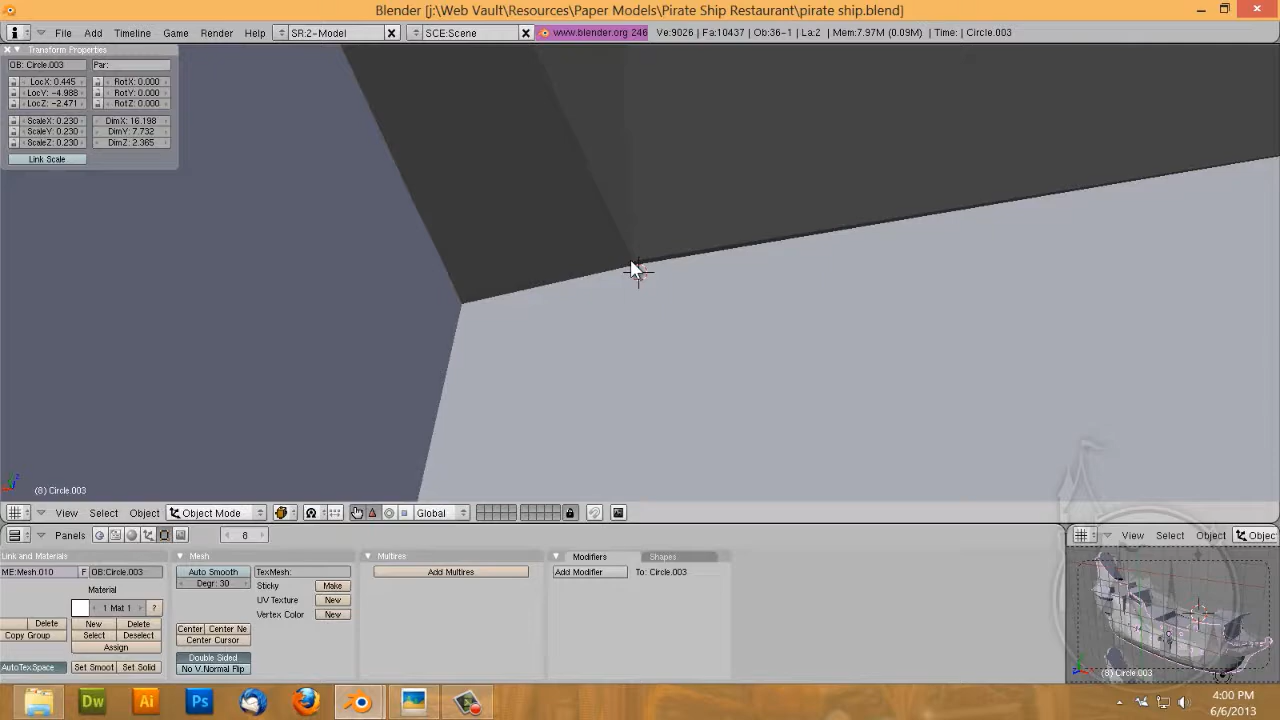 Blender [j:\Web Vault\Resources\Paper Models\Pirate Ship Restaurant\pirate ship.blend]
File Add Timeline Game Render Help SR:2-Model SCE:Scene www.blender.org 246 Ve:9026 | Fa:10437 | Ob:36-1 | La:2 | Mem:7.97M (0.09M) | Time: | Circle.003
Transform Properties
OB: Circle.003 Par:
LocX: 0.445 RotX: 0.000
LocY: -4.988 RotY: 0.000
LocZ: -2.471 RotZ: 0.000
ScaleX: 0.230 DimX: 16.198
ScaleY: 0.230 DimY: 7.732
ScaleZ: 0.230 DimZ: 2.365
Link Scale
(8) Circle.003
View Select Object Object Mode Global
Panels 8 View Select Object Objec
Link and Materials Mesh Multires Modifiers Shapes
ME:Mesh.010 F OB:Circle.003 Auto Smooth TexMesh: Add Multires Add Modifier To: Circle.003
Degr: 30 Sticky Make
Material UV Texture New
1 Mat 1 ? Vertex Color New
Delete New Delete Center Center Ne
Copy Group Select Deselect Center Cursor
Assign Double Sided
AutoTexSpace Set Smoot Set Solid No V.Normal Flip
(8) Circle.003
Dw Ai Ps 4:00 PM
6/6/2013